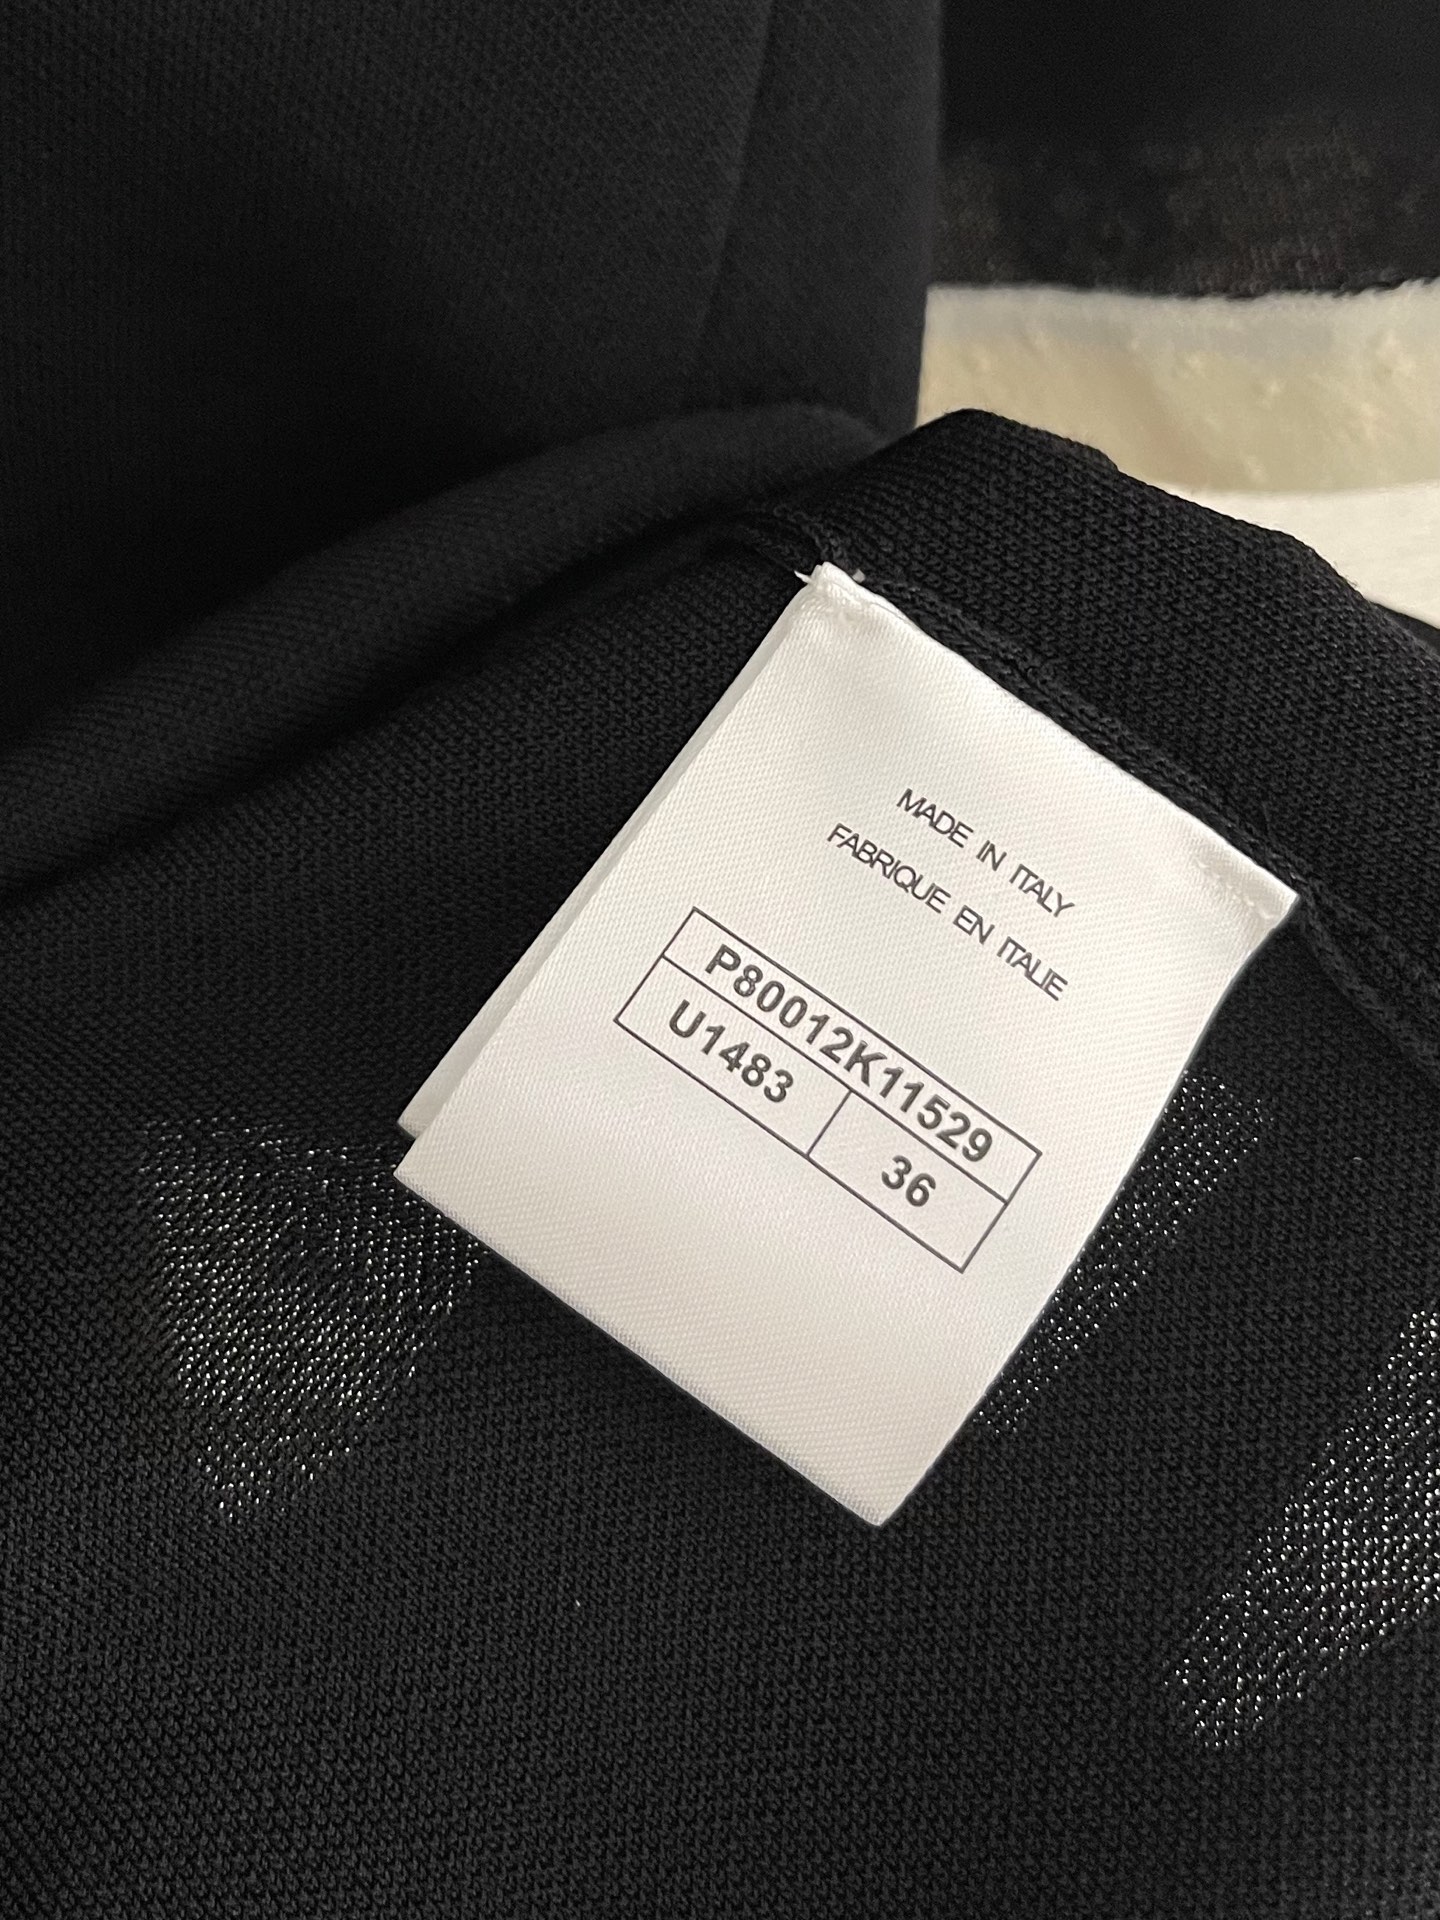 MADE IN ITALY
FABRIQUE EN ITALIE
P80012K11529
U1483 36